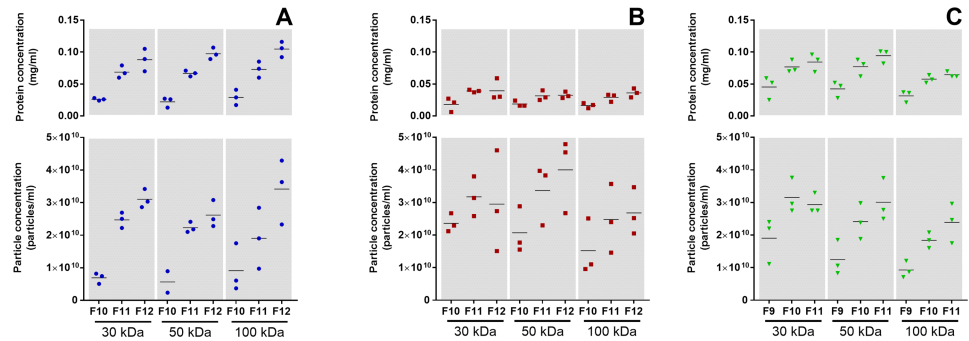 A
Protein concentration
(mg/ml)
0.15
0.10
0.05
0.00
Particle concentration
(particles/ml)
5×10¹⁰
4×10¹⁰
3×10¹⁰
2×10¹⁰
1×10¹⁰
0
F10 F11 F12 F10 F11 F12 F10 F11 F12
30 kDa 50 kDa 100 kDa
B
Protein concentration
(mg/ml)
0.15
0.10
0.05
0.00
Particle concentration
(particles/ml)
5×10¹⁰
4×10¹⁰
3×10¹⁰
2×10¹⁰
1×10¹⁰
0
F10 F11 F12 F10 F11 F12 F10 F11 F12
30 kDa 50 kDa 100 kDa
C
Protein concentration
(mg/ml)
0.15
0.10
0.05
0.00
Particle concentration
(particles/ml)
5×10¹⁰
4×10¹⁰
3×10¹⁰
2×10¹⁰
1×10¹⁰
0
F9 F10 F11 F9 F10 F11 F9 F10 F11
30 kDa 50 kDa 100 kDa